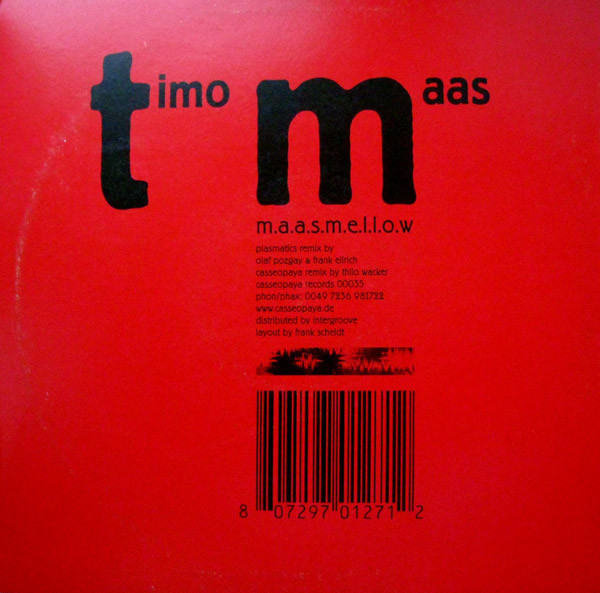 timo maas
m.a.a.s.m.e.l.l.o.w
plasmatics remix by
olaf pozgay & frank ellrich
casseopaya remix by thilo wacker
casseopaya records 00035
phon/phax: 0049 7236 981722
www.casseopaya.de
distributed by intergroove
layout by frank scheidt
8 07297 01271 2